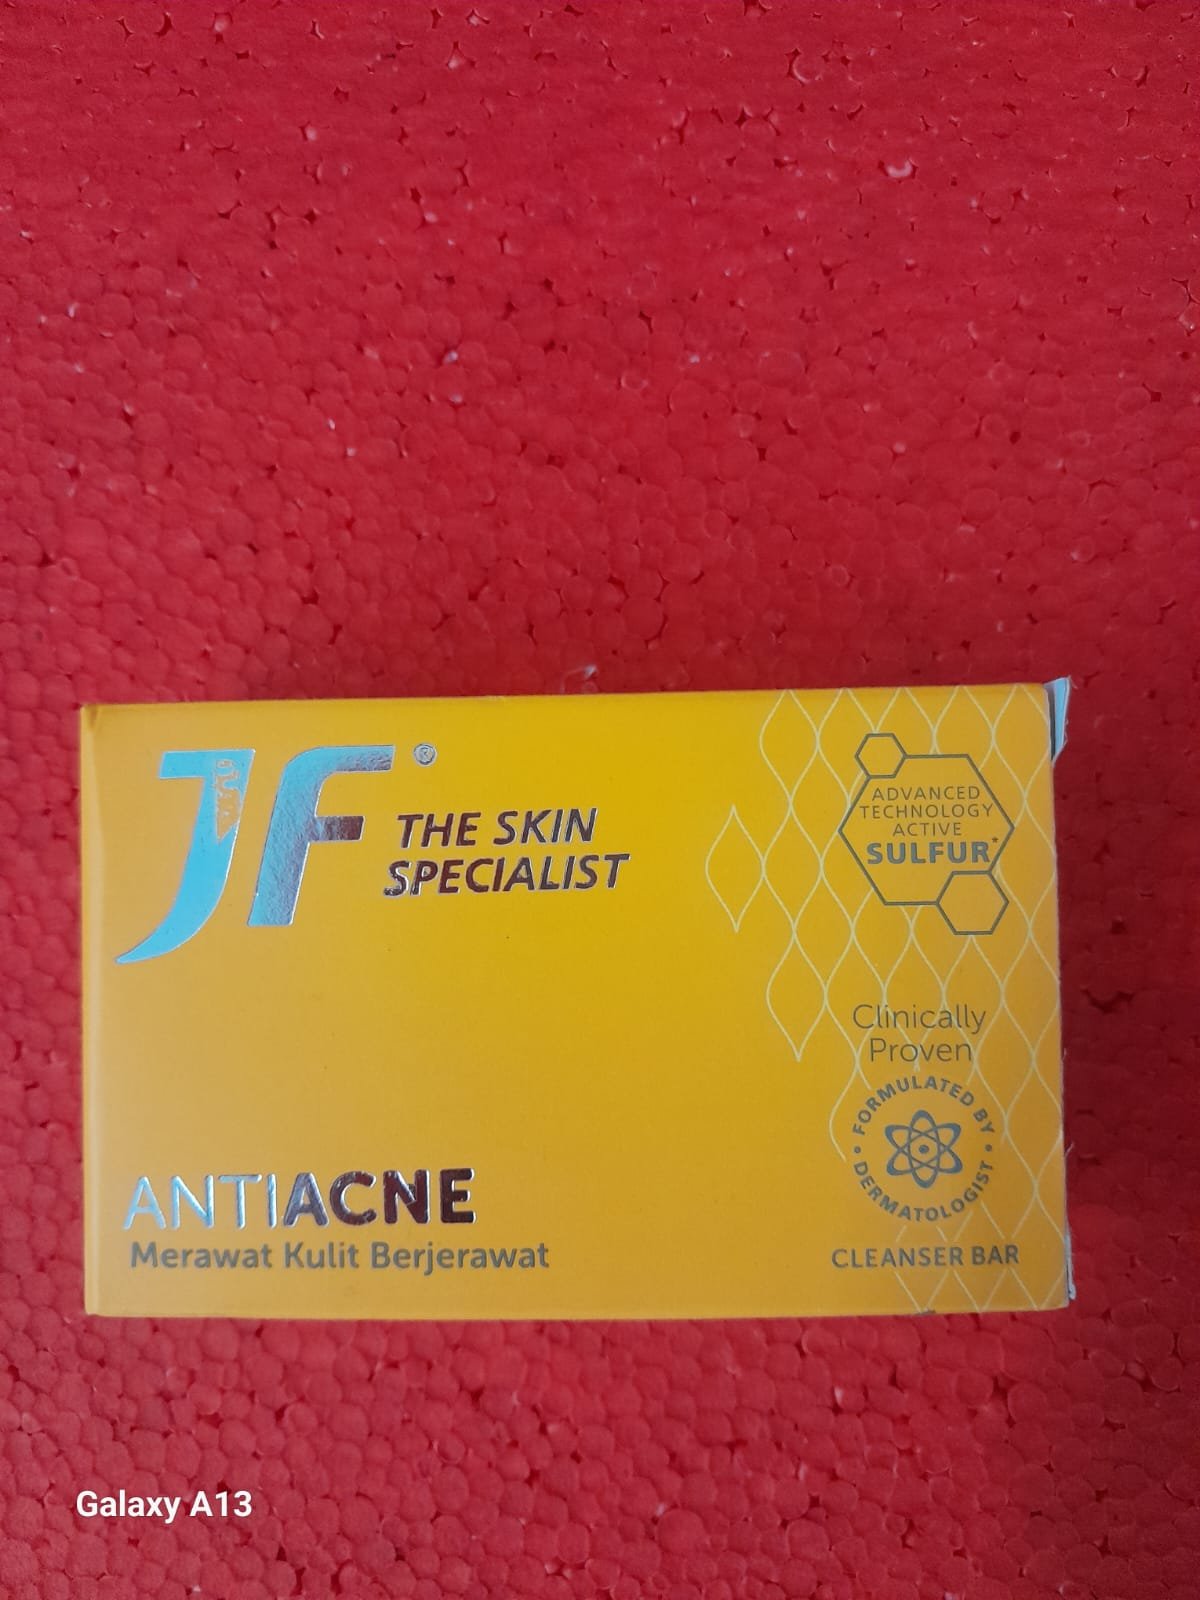 JF®
THE SKIN
SPECIALIST
ADVANCED
TECHNOLOGY
ACTIVE
SULFUR*
Clinically
Proven
• FORMULATED BY •
DERMATOLOGIST
ANTIACNE
Merawat Kulit Berjerawat
CLEANSER BAR
Galaxy A13